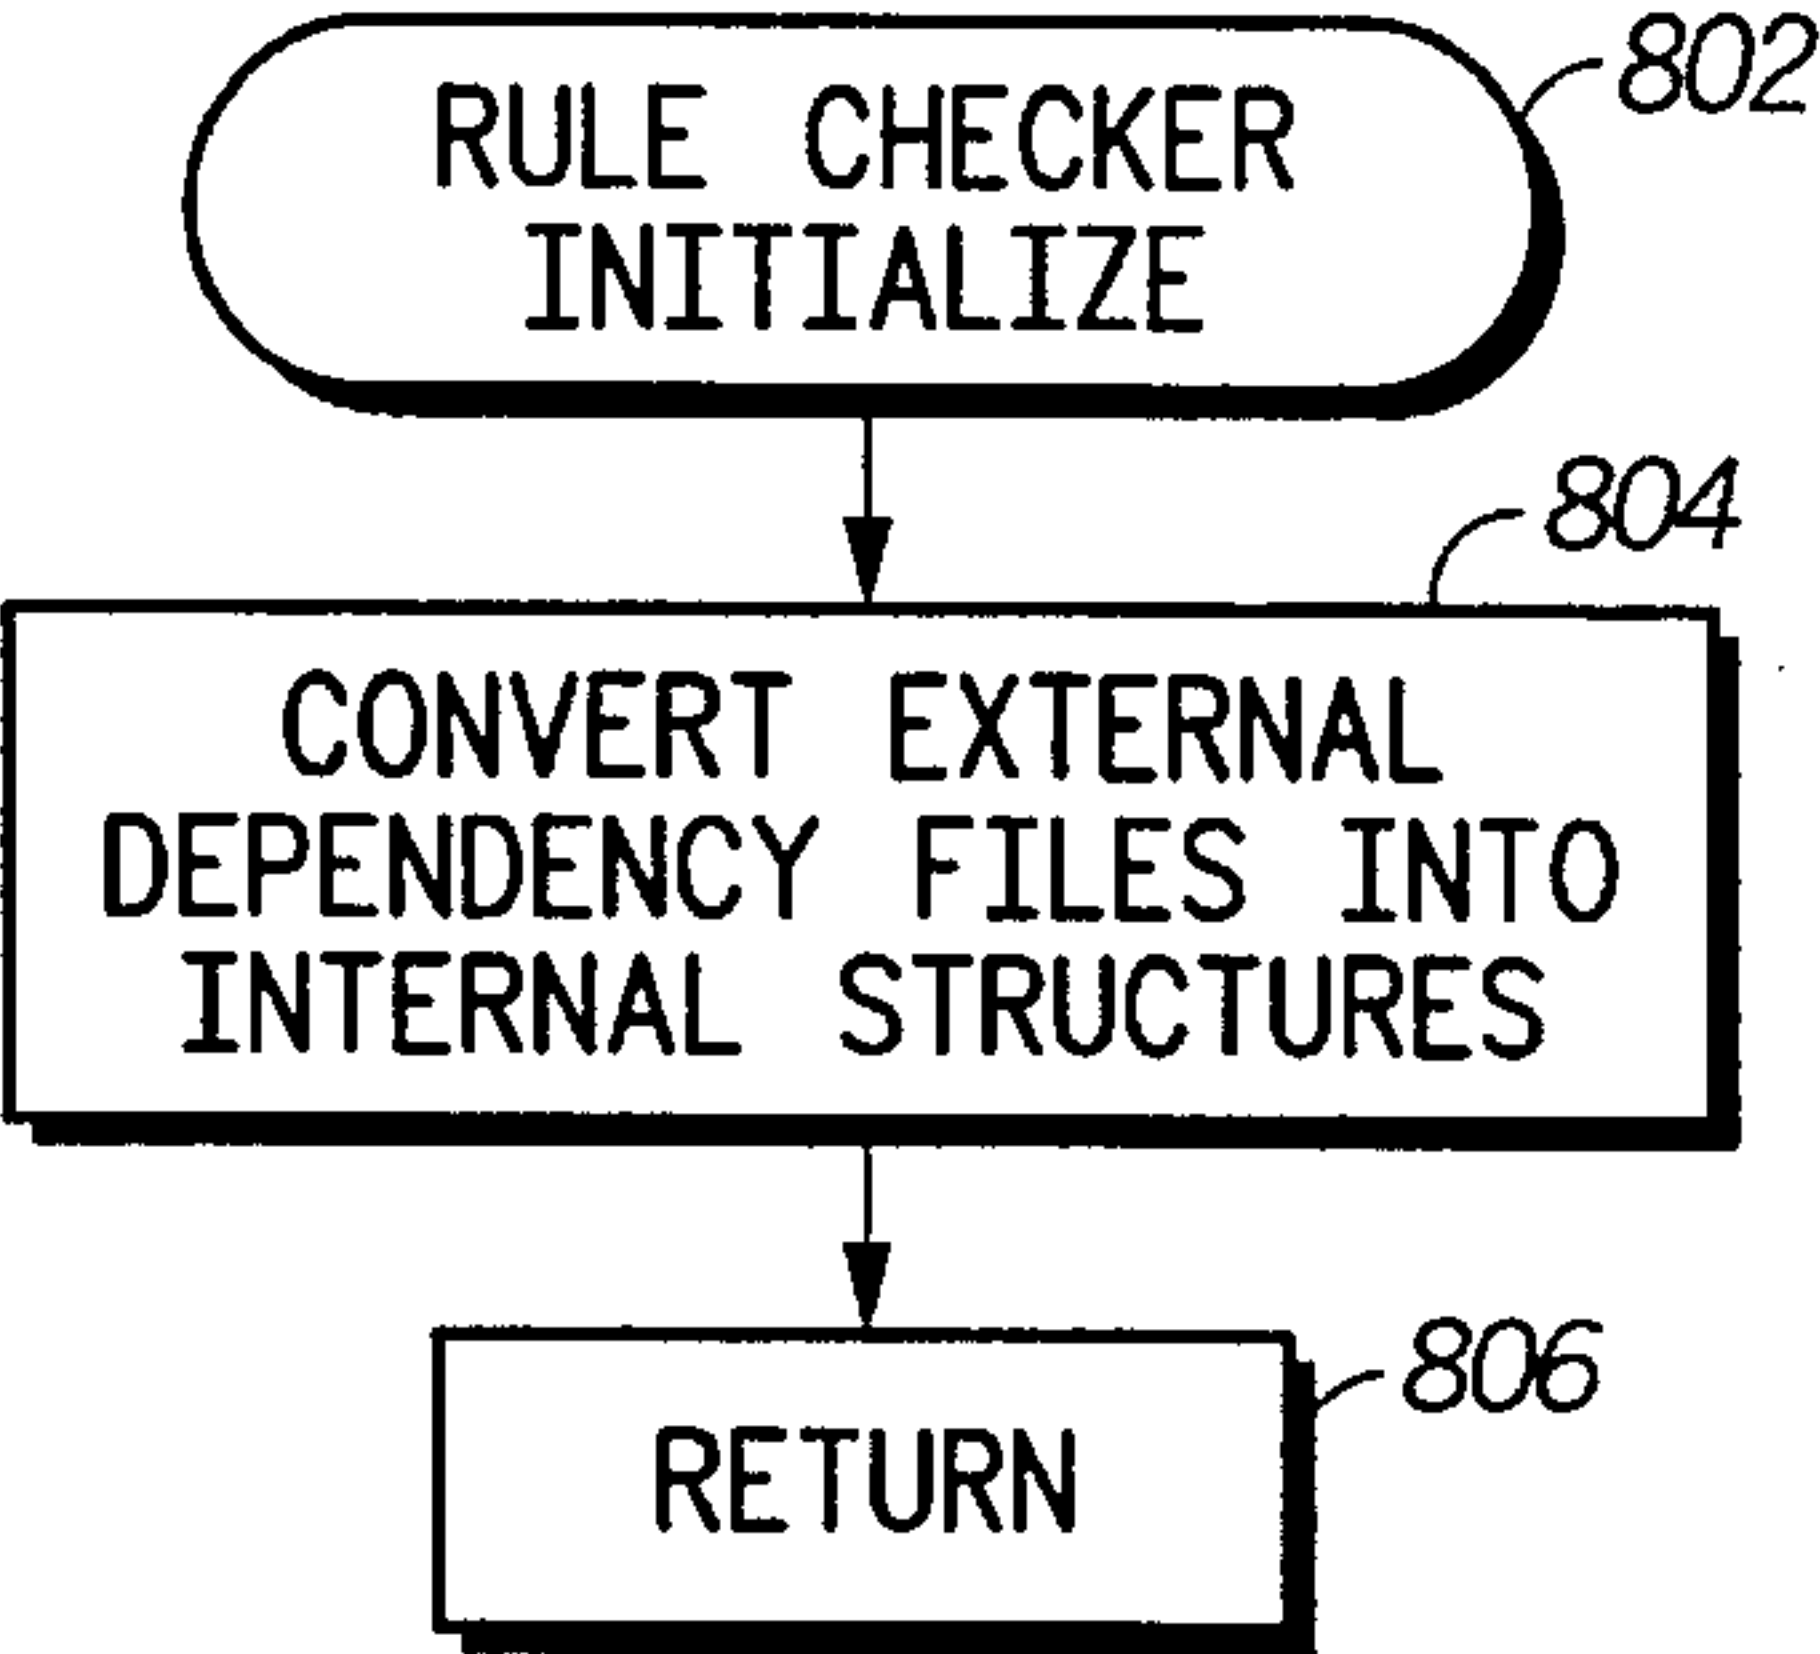 RULE CHECKER
INITIALIZE
802
804
CONVERT EXTERNAL
DEPENDENCY FILES INTO
INTERNAL STRUCTURES
806
RETURN